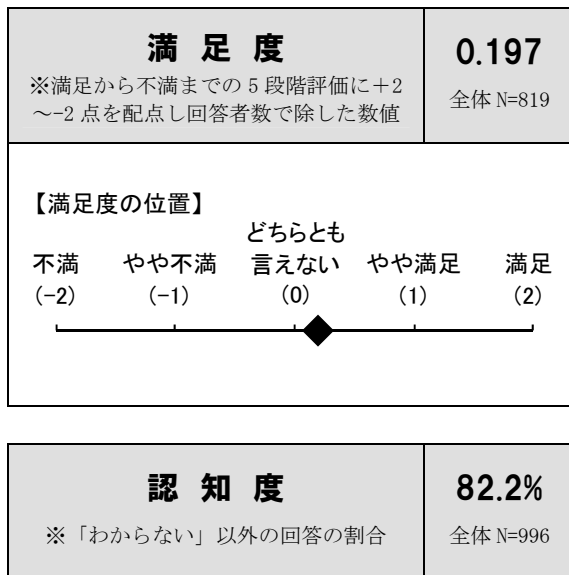 満足度
※満足から不満までの5段階評価に+2
～-2点を配点し回答者数で除した数値
0.197
全体 N=819
【満足度の位置】
不満 やや不満 どちらとも言えない やや満足 満足
(-2) (-1) (0) (1) (2)
認知度
※「わからない」以外の回答の割合
82.2%
全体 N=996